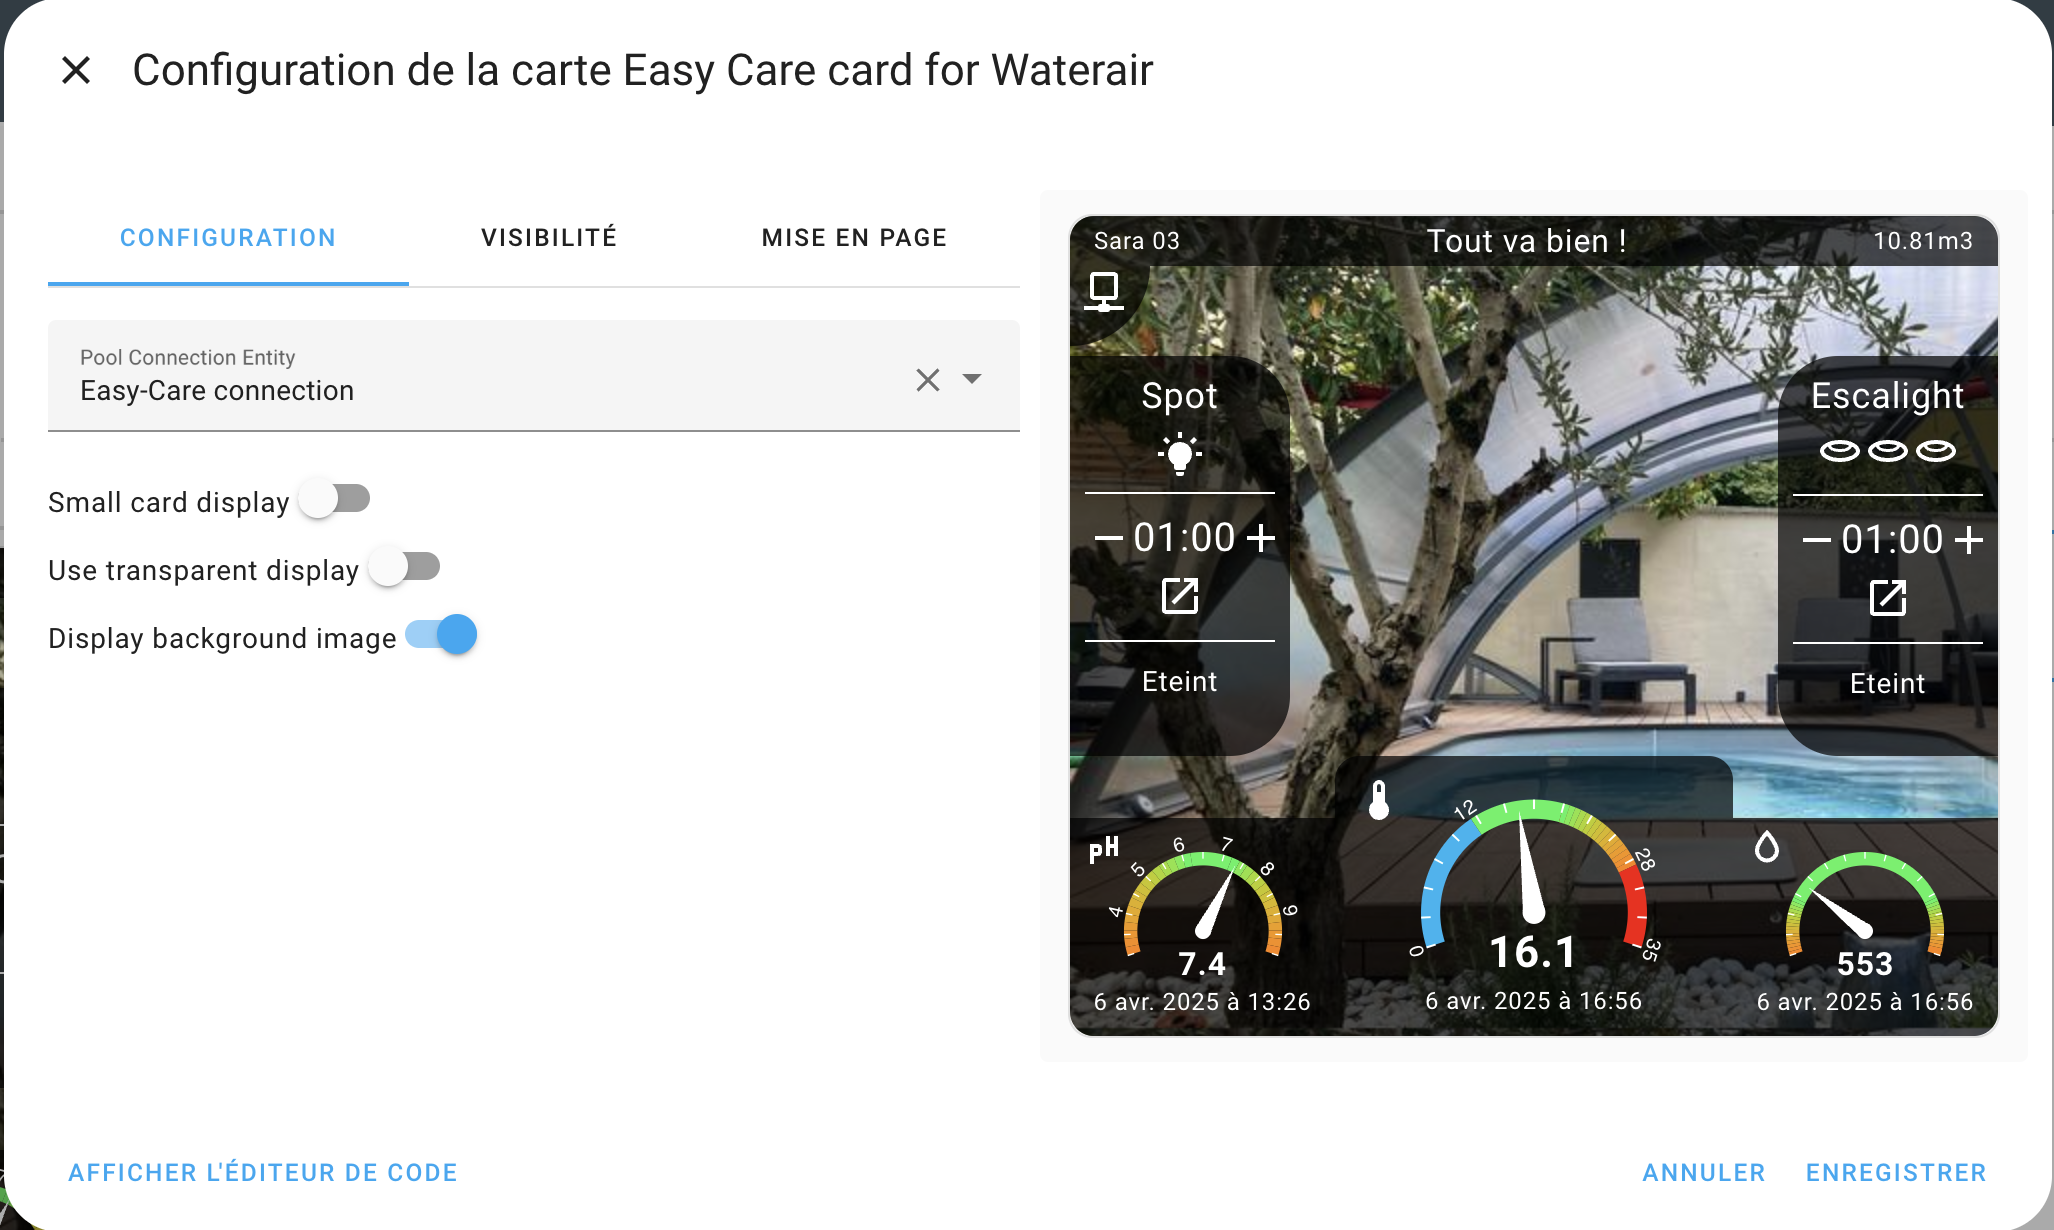 Configuration de la carte Easy Care card for Waterair
CONFIGURATION
VISIBILITÉ
MISE EN PAGE
Pool Connection Entity
Easy-Care connection
Small card display
Use transparent display
Display background image
Sara 03
Tout va bien !
10.81m3
Spot
01:00
Eteint
Escalight
01:00
Eteint
pH
4
5
6
7
8
9
7.4
6 avr. 2025 à 13:26
0
12
28
35
16.1
6 avr. 2025 à 16:56
553
6 avr. 2025 à 16:56
AFFICHER L'ÉDITEUR DE CODE
ANNULER
ENREGISTRER